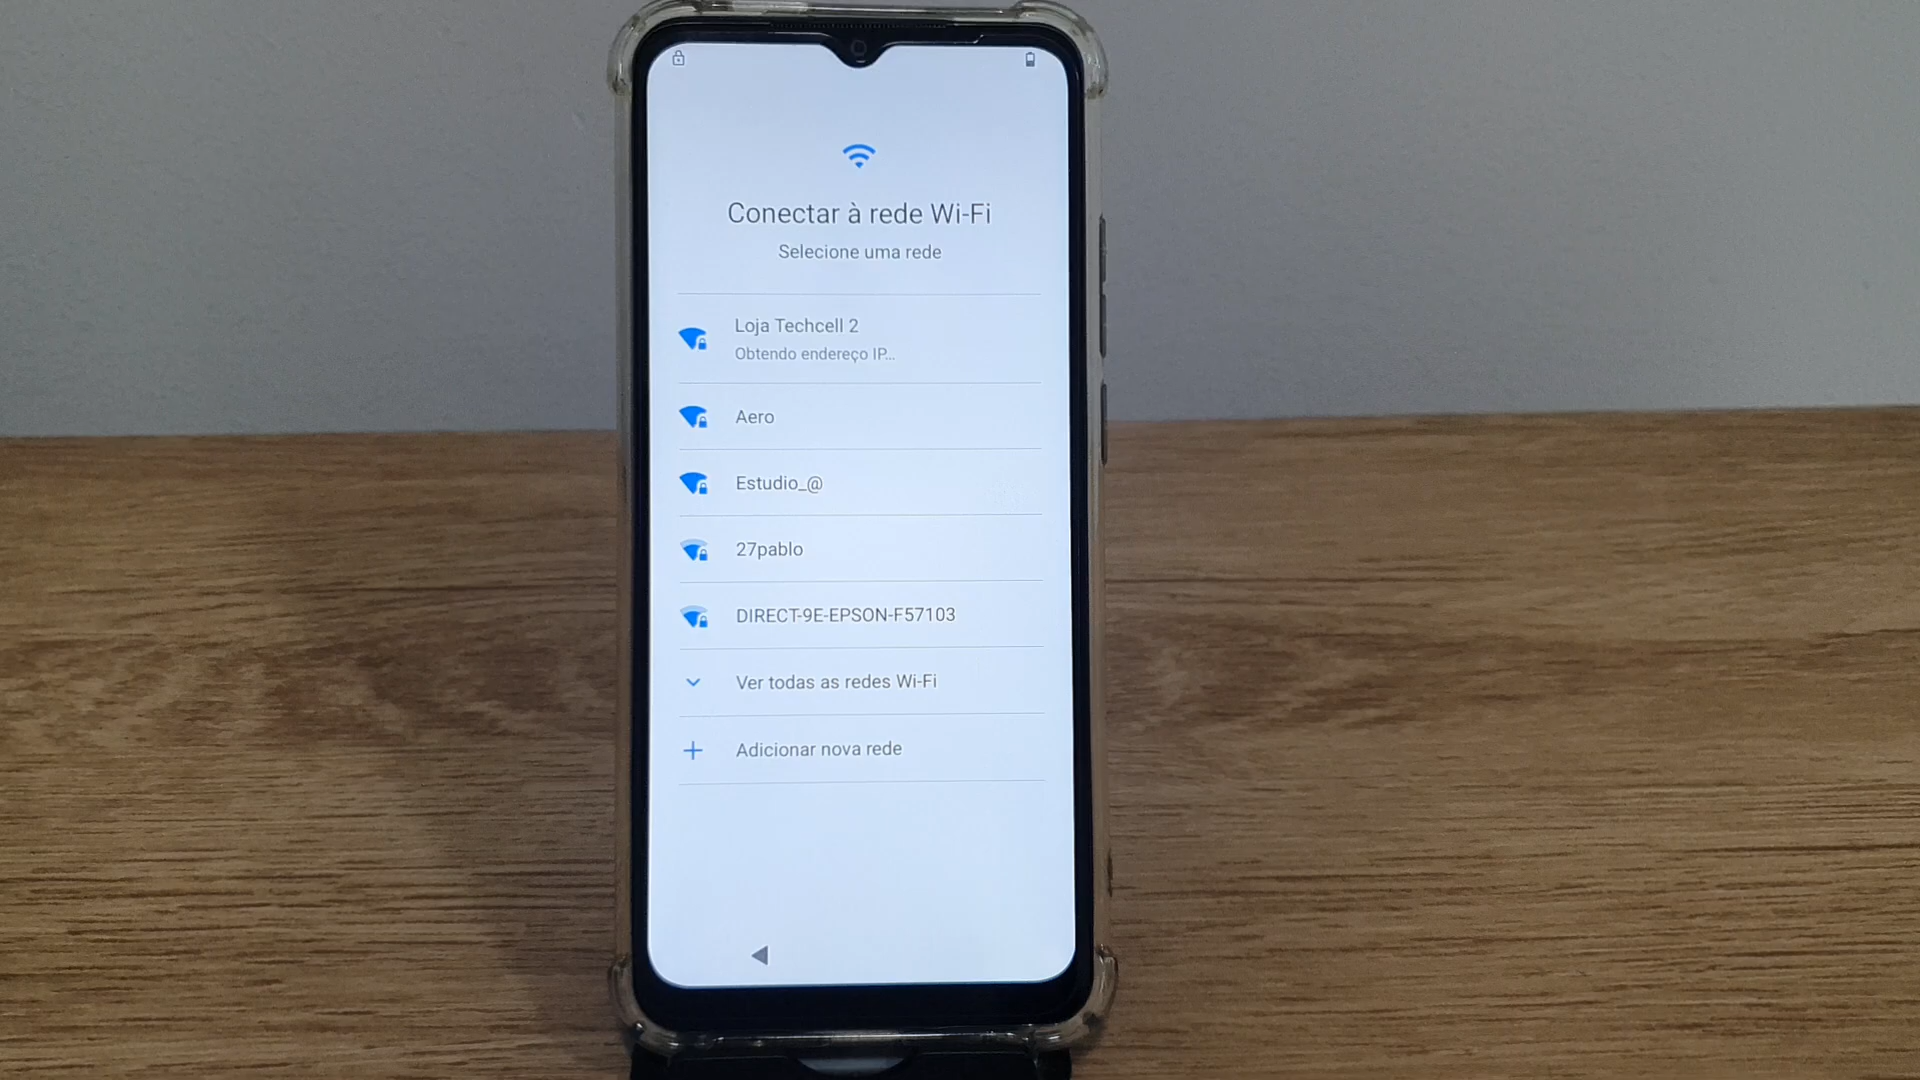 Conectar à rede Wi-Fi
Selecione uma rede
Loja Techcell 2
Obtendo endereço IP...
Aero
Estudio_@
27pablo
DIRECT-9E-EPSON-F57103
Ver todas as redes Wi-Fi
Adicionar nova rede